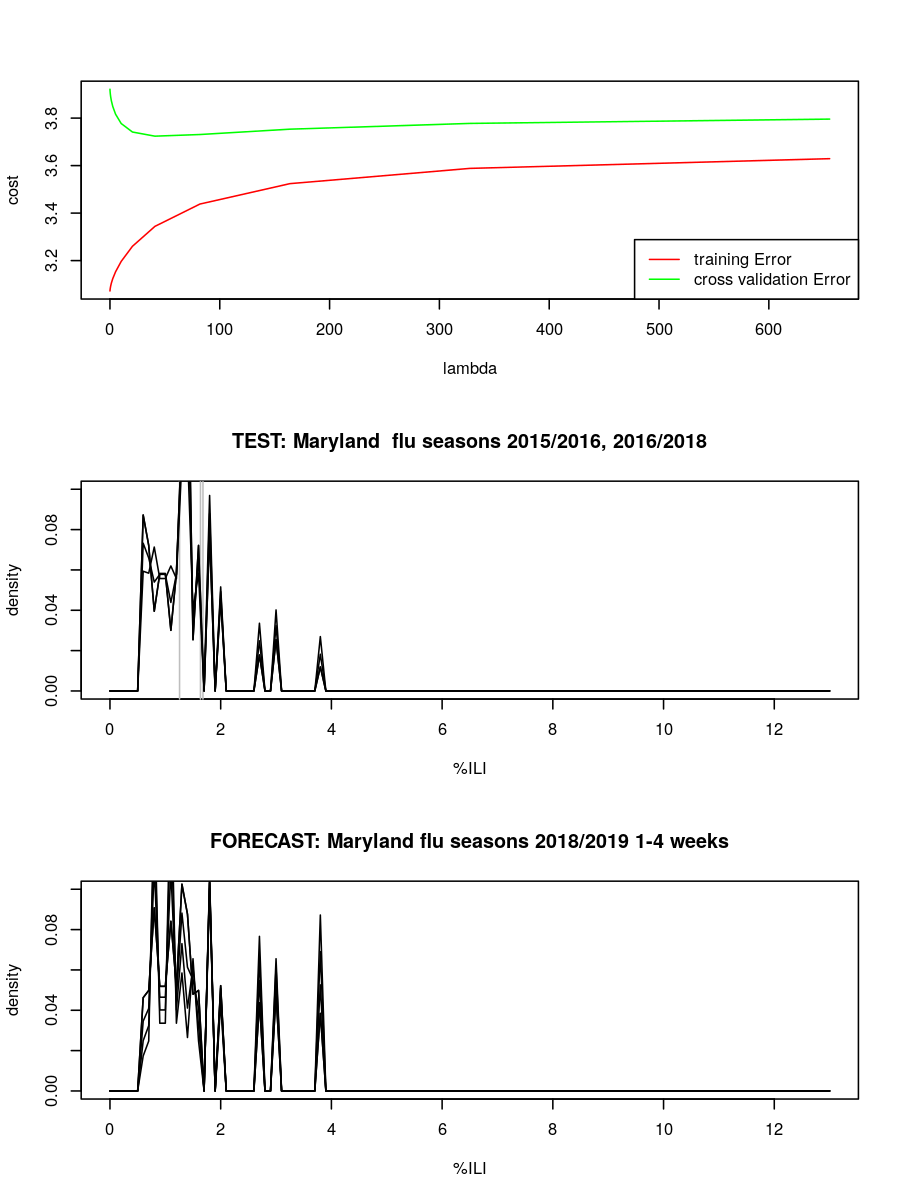 3.8
3.6
3.4
3.2
cost
training Error
cross validation Error
0 100 200 300 400 500 600
lambda
TEST: Maryland  flu seasons 2015/2016, 2016/2018
0.08
0.04
0.00
density
0 2 4 6 8 10 12
%ILI
FORECAST: Maryland flu seasons 2018/2019 1-4 weeks
0.08
0.04
0.00
density
0 2 4 6 8 10 12
%ILI